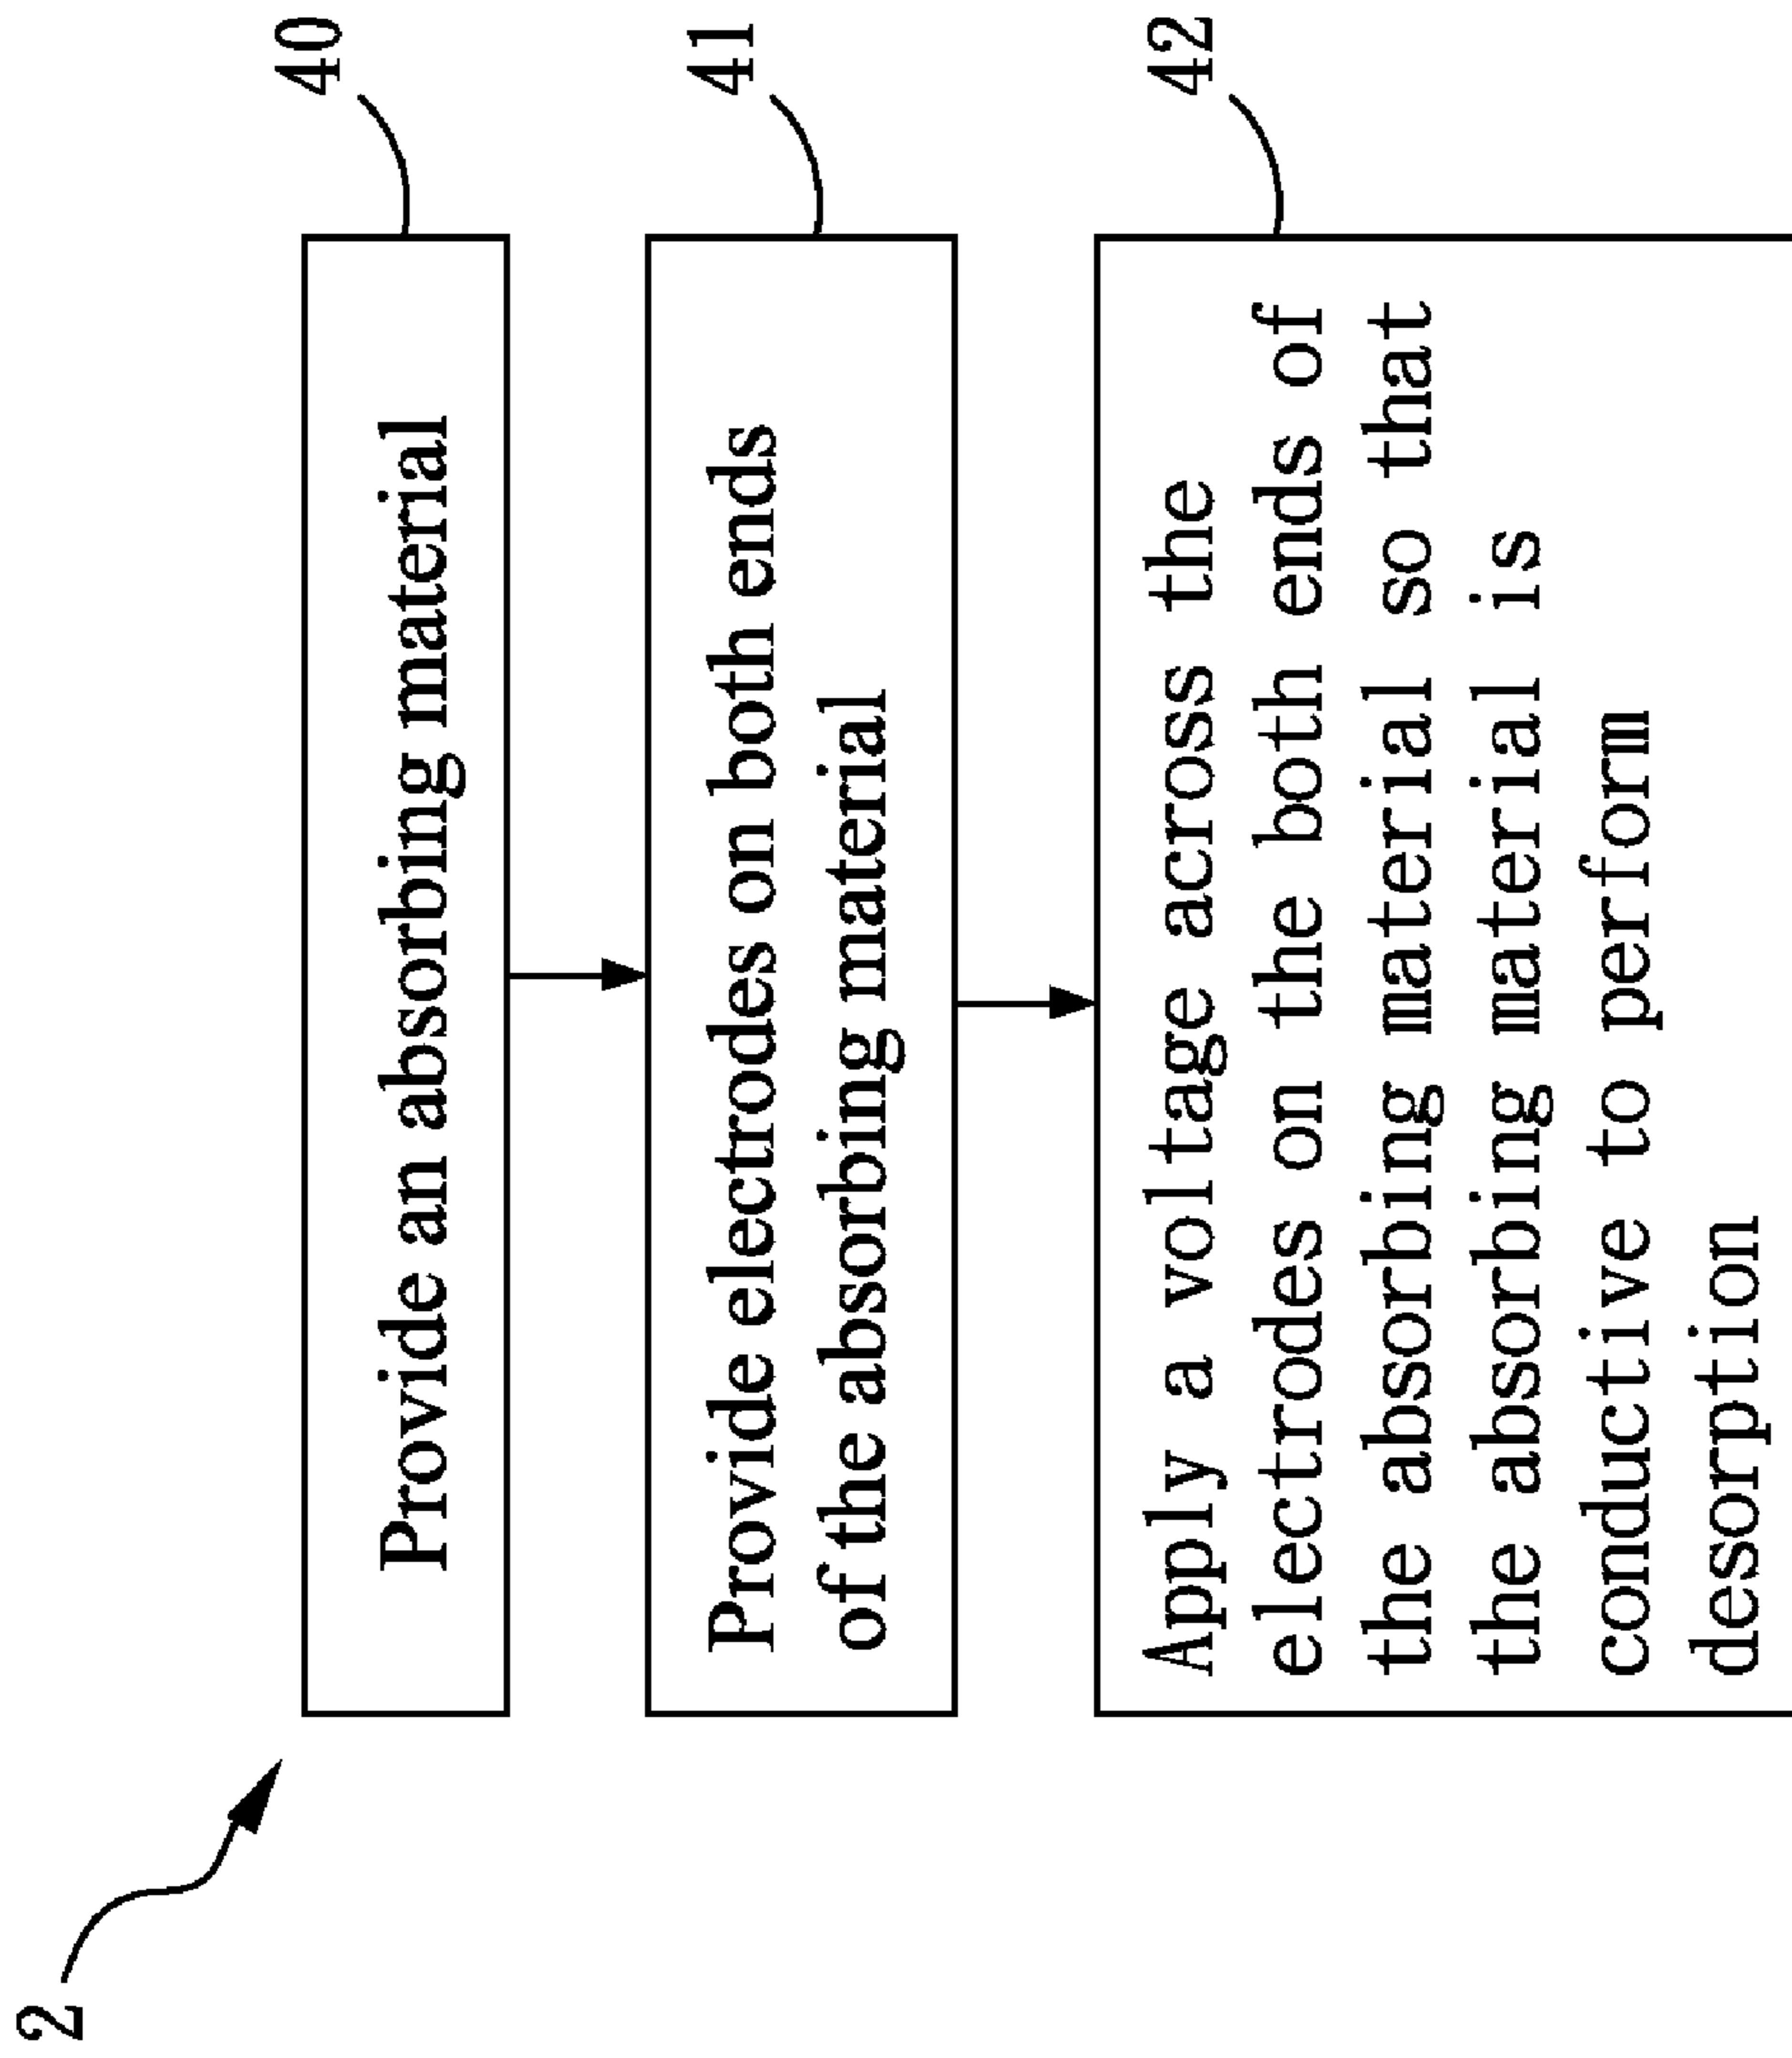 2
40
Provide an absorbing material
41
Provide electrodes on both ends
of the absorbing material
42
Apply a voltage across the
electrodes on the both ends of
the absorbing material so that
the absorbing material is
conductive to perform
desorption